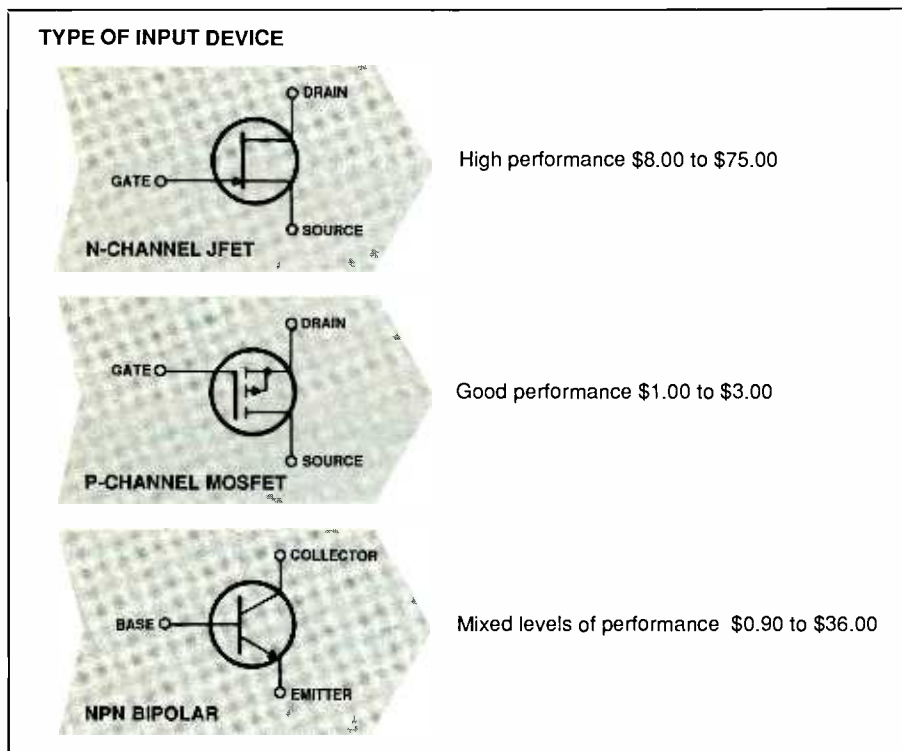 TYPE OF INPUT DEVICE
DRAIN
GATE
SOURCE
N-CHANNEL JFET
High performance $8.00 to $75.00
DRAIN
GATE
SOURCE
P-CHANNEL MOSFET
Good performance $1.00 to $3.00
COLLECTOR
BASE
EMITTER
NPN BIPOLAR
Mixed levels of performance $0.90 to $36.00